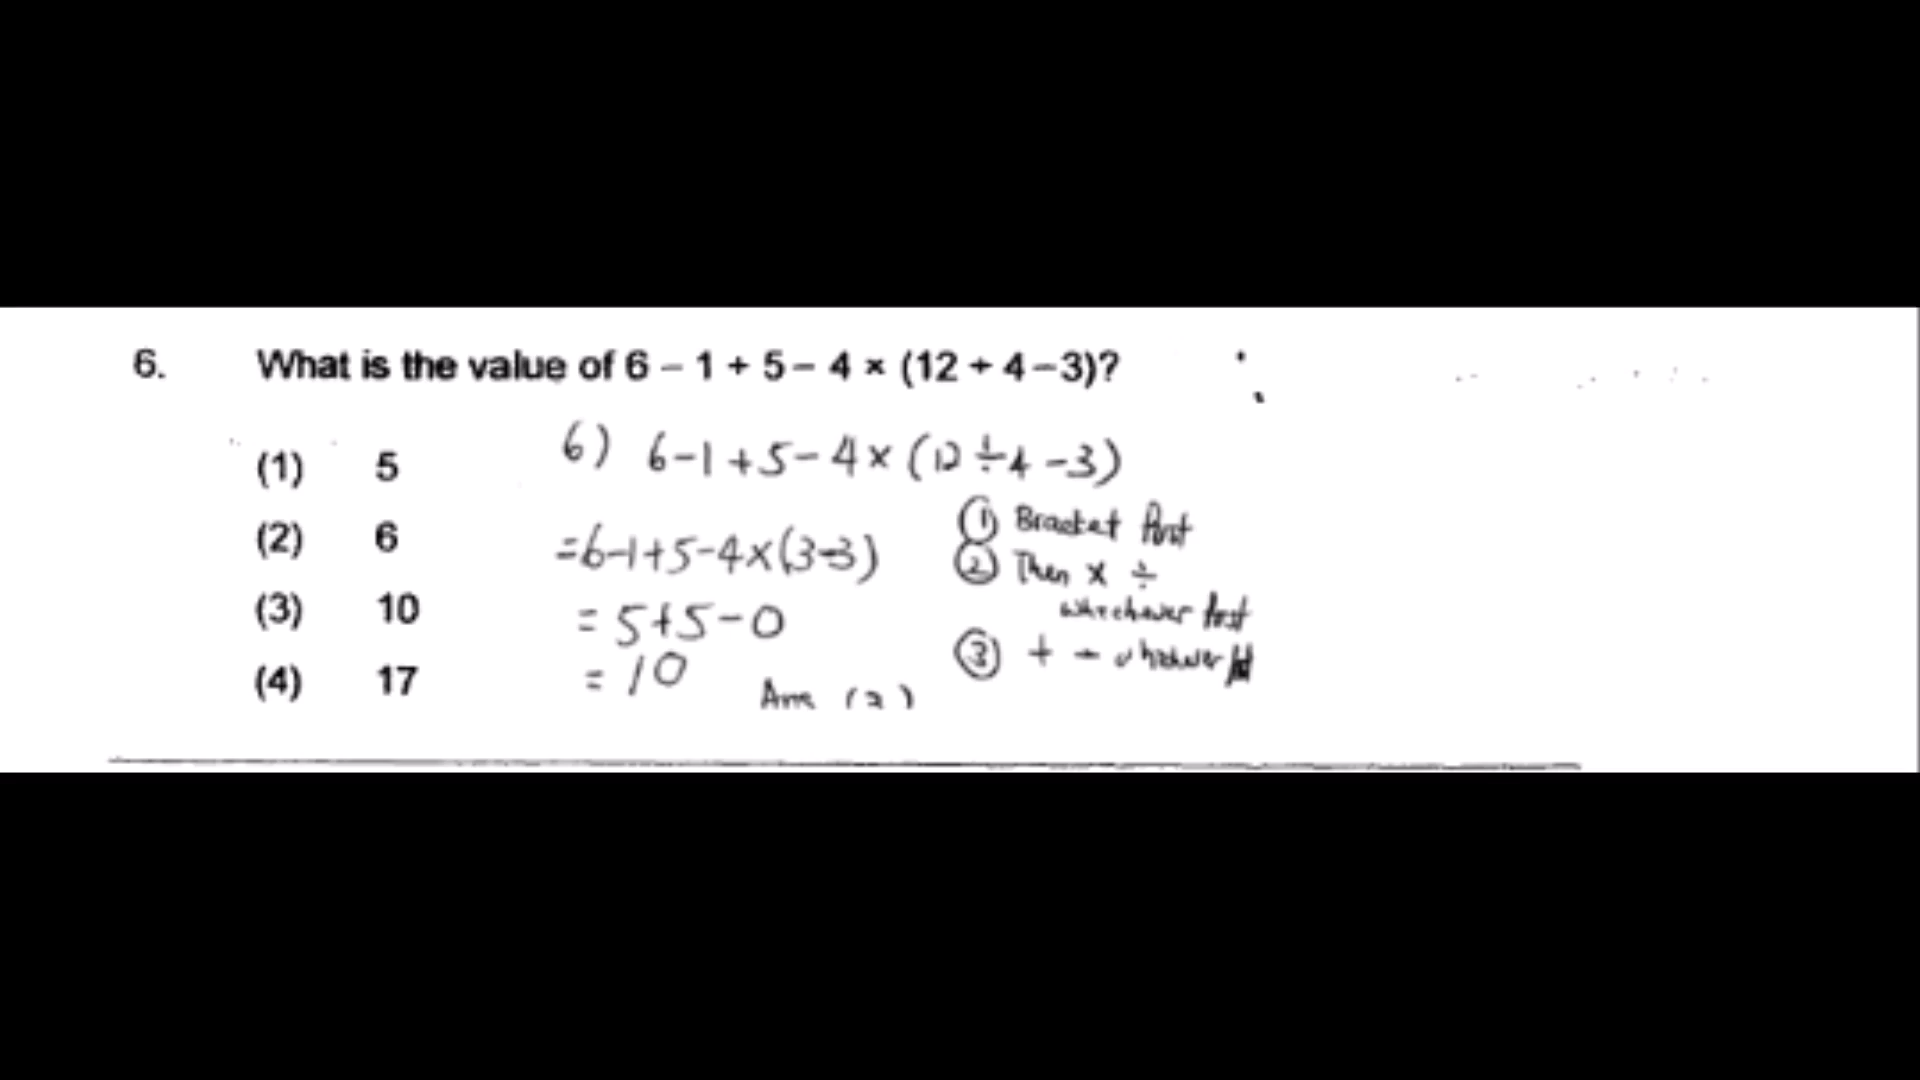 6. What is the value of 6 – 1 + 5 – 4 × (12 ÷ 4 – 3)?
(1) 5
(2) 6
(3) 10
(4) 17
6) 6-1+5-4×(12÷4-3)
=6-1+5-4×(3-3)
= 5+5-0
= 10
Ans (3)
① Bracket first
② Then × ÷
whichever first
③ + - whichever